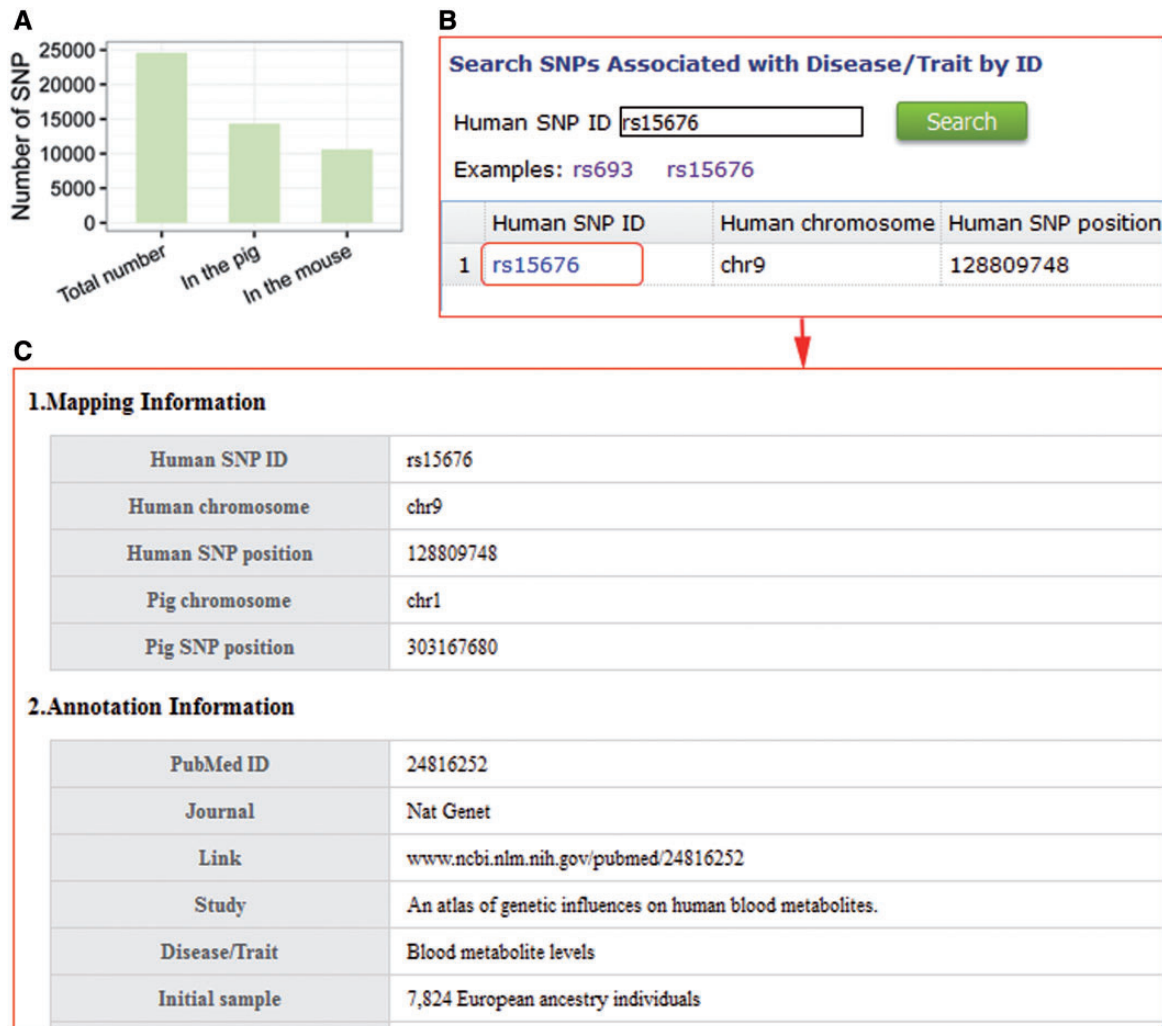 A
Number of SNP
25000
20000
15000
10000
5000
0
Total number
In the pig
In the mouse
B
Search SNPs Associated with Disease/Trait by ID
Human SNP ID rs15676 Search
Examples: rs693 rs15676
Human SNP ID Human chromosome Human SNP position
1 rs15676 chr9 128809748
C
1.Mapping Information
Human SNP ID rs15676
Human chromosome chr9
Human SNP position 128809748
Pig chromosome chr1
Pig SNP position 303167680
2.Annotation Information
PubMed ID 24816252
Journal Nat Genet
Link www.ncbi.nlm.nih.gov/pubmed/24816252
Study An atlas of genetic influences on human blood metabolites.
Disease/Trait Blood metabolite levels
Initial sample 7,824 European ancestry individuals